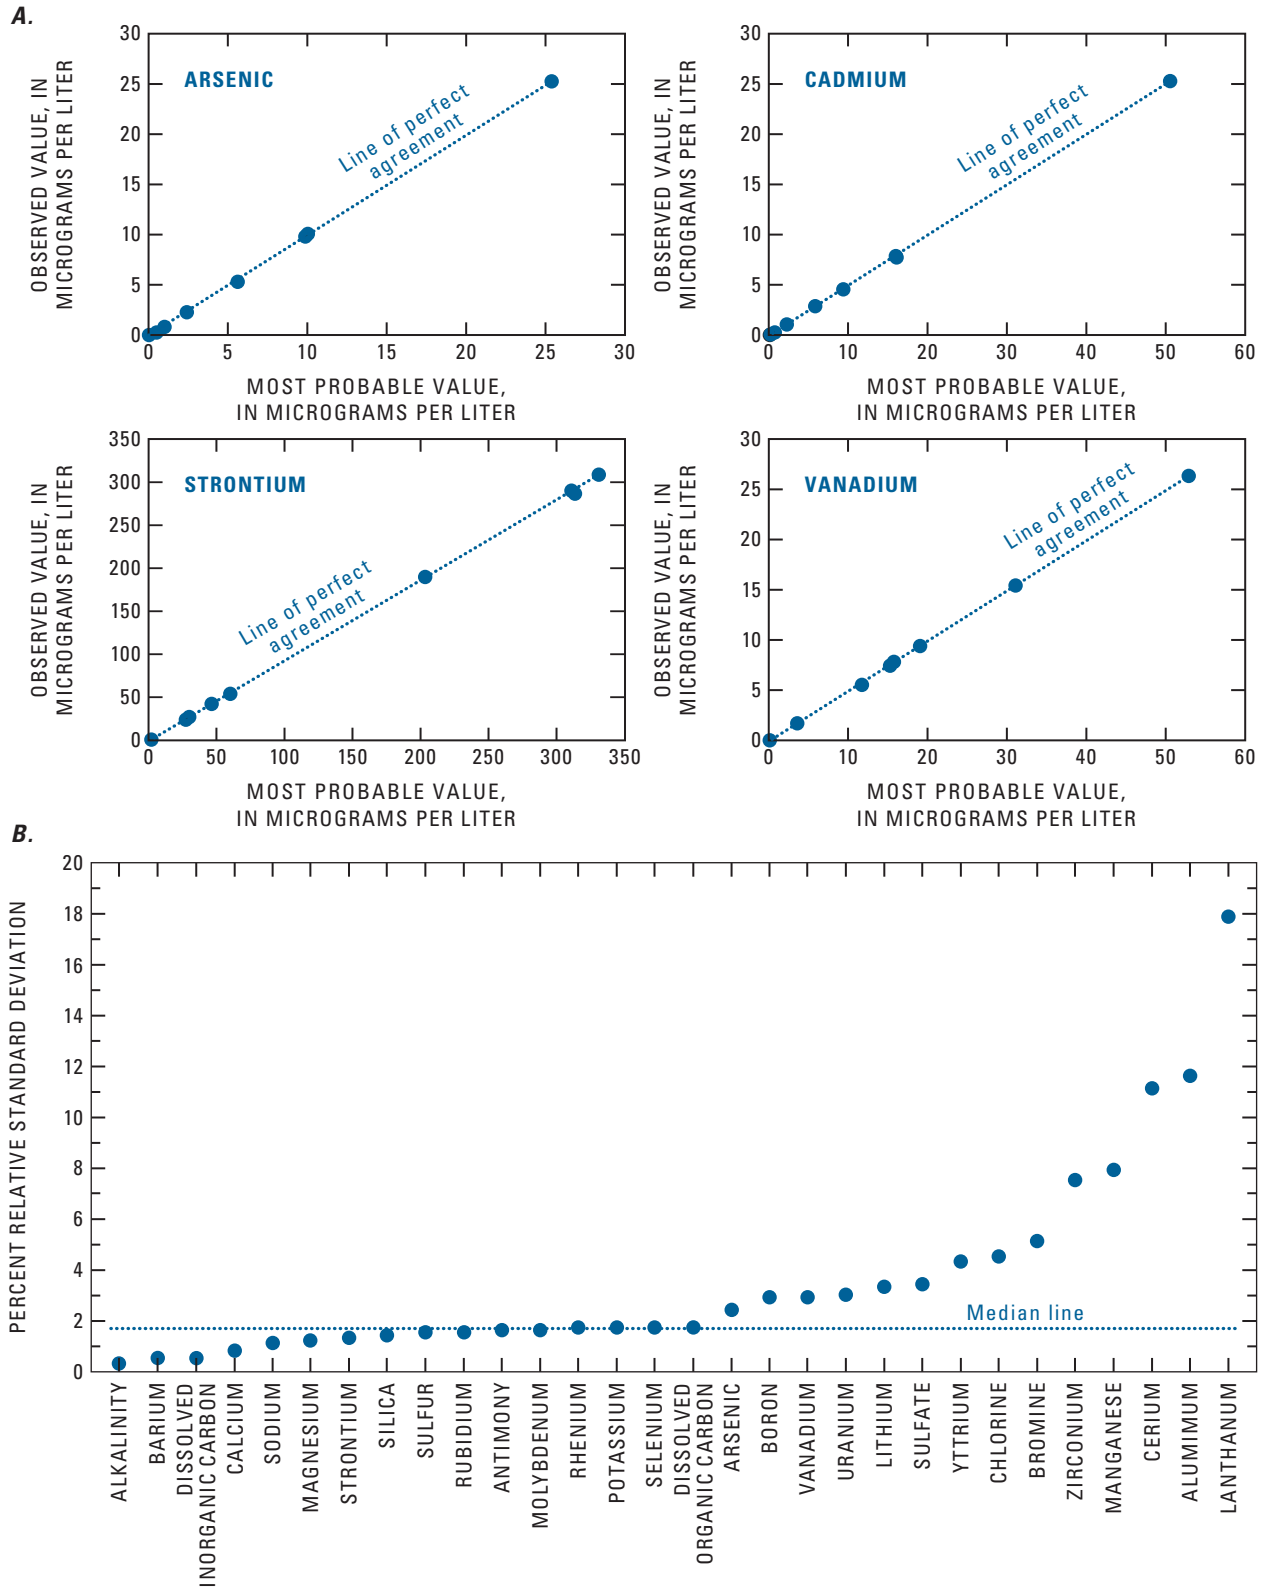 A.
30
25
20
15
10
5
0
ARSENIC
Line of perfect
agreement
OBSERVED VALUE, IN
MICROGRAMS PER LITER
0 5 10 15 20 25 30
MOST PROBABLE VALUE,
IN MICROGRAMS PER LITER
30
25
20
15
10
5
0
CADMIUM
Line of perfect
agreement
OBSERVED VALUE, IN
MICROGRAMS PER LITER
0 10 20 30 40 50 60
MOST PROBABLE VALUE,
IN MICROGRAMS PER LITER
350
300
250
200
150
100
50
0
STRONTIUM
Line of perfect
agreement
OBSERVED VALUE, IN
MICROGRAMS PER LITER
0 50 100 150 200 250 300 350
MOST PROBABLE VALUE,
IN MICROGRAMS PER LITER
30
25
20
15
10
5
0
VANADIUM
Line of perfect
agreement
OBSERVED VALUE, IN
MICROGRAMS PER LITER
0 10 20 30 40 50 60
MOST PROBABLE VALUE,
IN MICROGRAMS PER LITER
B.
PERCENT RELATIVE STANDARD DEVIATION
20
18
16
14
12
10
8
6
4
2
0
Median line
ALKALINITY
BARIUM
DISSOLVED
INORGANIC CARBON
CALCIUM
SODIUM
MAGNESIUM
STRONTIUM
SILICA
SULFUR
RUBIDIUM
ANTIMONY
MOLYBDENUM
RHENIUM
POTASSIUM
SELENIUM
DISSOLVED
ORGANIC CARBON
ARSENIC
BORON
VANADIUM
URANIUM
LITHIUM
SULFATE
YTTRIUM
CHLORINE
BROMINE
ZIRCONIUM
MANGANESE
CERIUM
ALUMIMUM
LANTHANUM